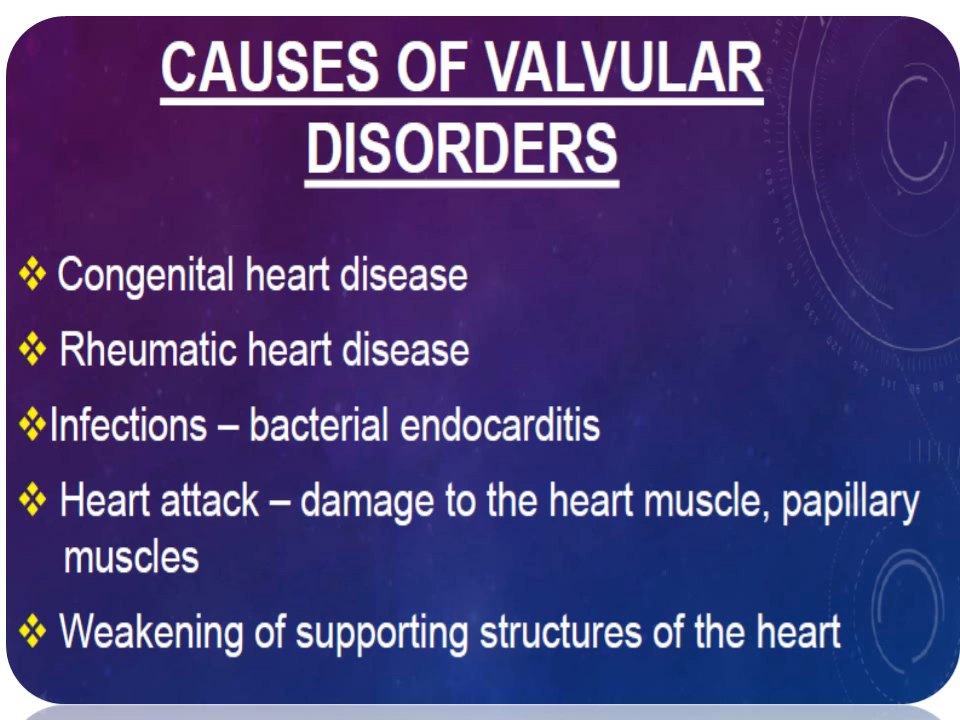 CAUSES OF VALVULAR
DISORDERS
❖ Congenital heart disease
❖ Rheumatic heart disease
❖Infections – bacterial endocarditis
❖ Heart attack – damage to the heart muscle, papillary
muscles
❖ Weakening of supporting structures of the heart